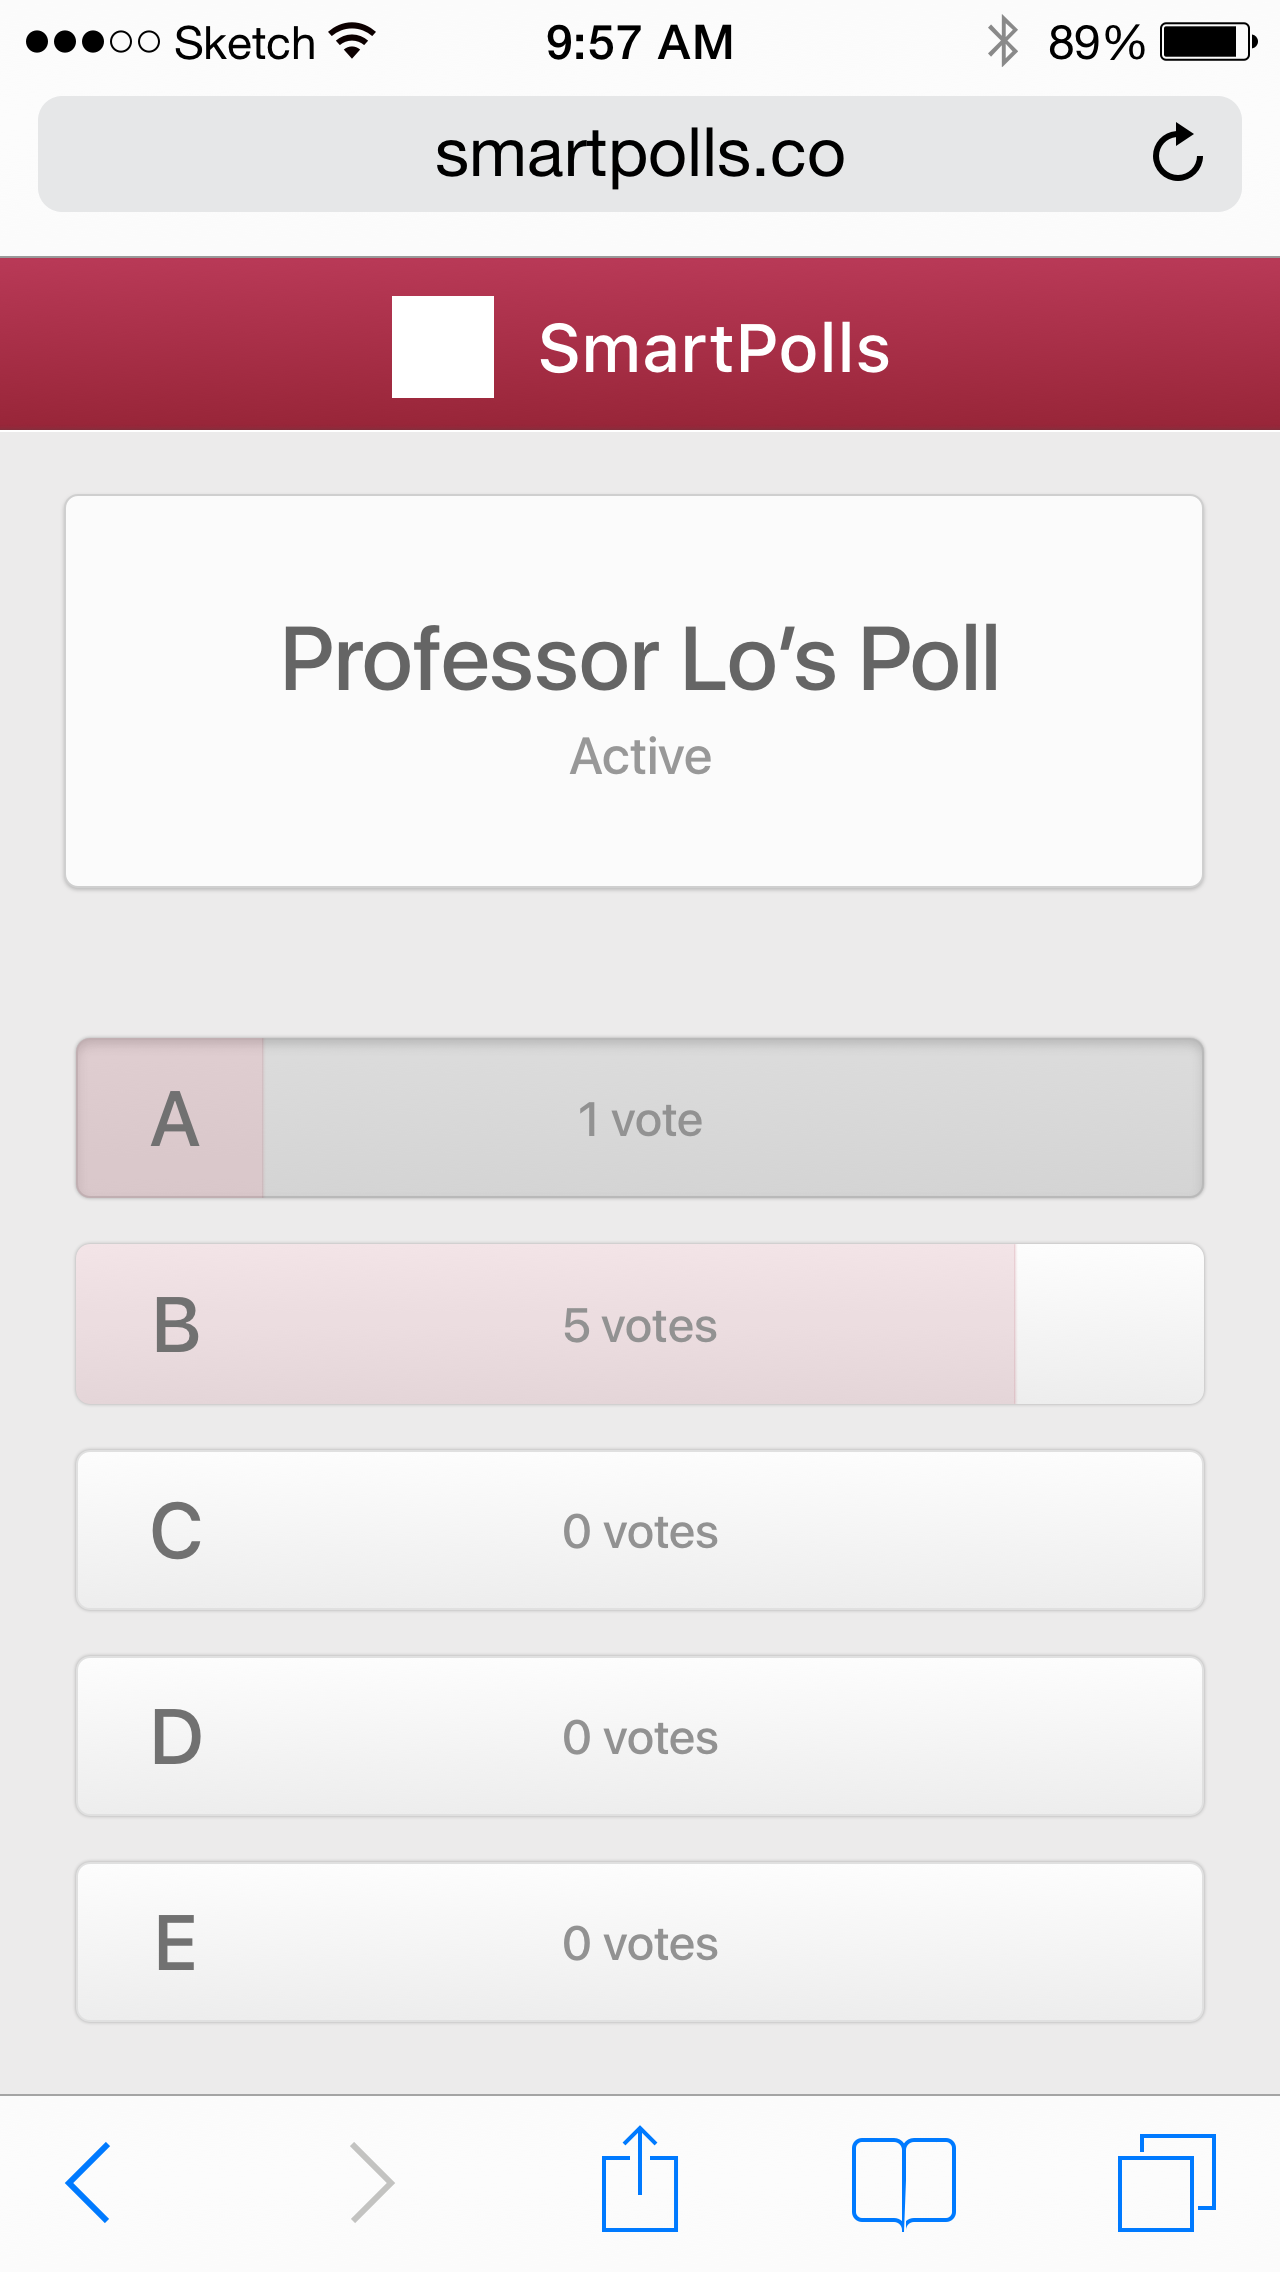 Sketch 9:57 AM 89%
smartpolls.co
SmartPolls
Professor Lo’s Poll
Active
A 1 vote
B 5 votes
C 0 votes
D 0 votes
E 0 votes